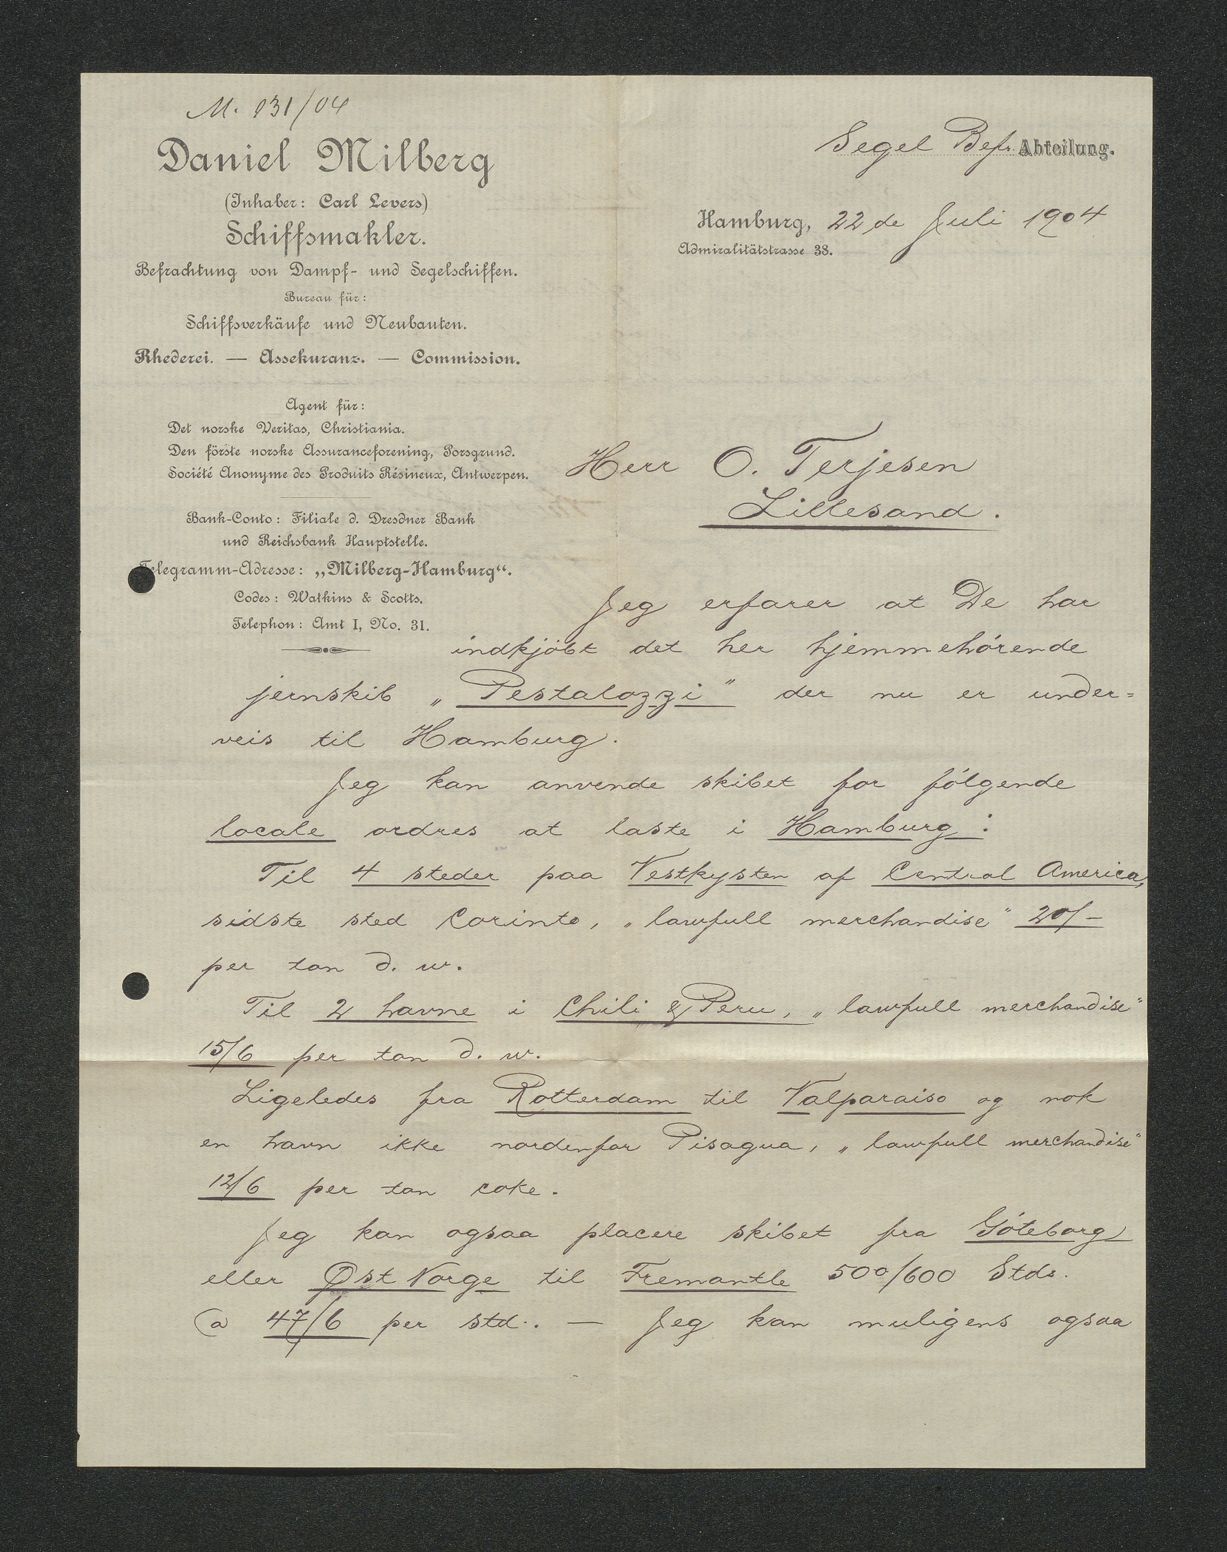 M. 931/04
Daniel Milberg
(Inhaber: Carl Levers)
Schiffsmakler.
Befrachtung von Dampf- und Segelschiffen.
Bureau für:
Schiffsverkäufe und Neubauten.
Rhederei. — Assekuranz. — Commission.
Agent für:
Det norske Veritas, Christiania.
Den förste norske Assuranceforening, Porsgrund.
Société Anonyme des Produits Résineux, Antwerpen.
Bank-Conto: Filiale d. Dresdner Bank
und Reichsbank Hauptstelle.
Telegramm-Adresse: „Milberg-Hamburg“.
Codes: Watkins & Scotts.
Telephon: Amt I, No. 31.
Segel Befr. Abteilung.
Hamburg, 22de Juli 1904
Admiralitätstrasse 38.
Herr O. Terjesen
Lillesand.
Jeg erfarer at De har
indkjöbt det her hjemmehörende
jernskib „Pestalozzi" der nu er under=
veis til Hamburg.
Jeg kan anvende skibet for fölgende
locale ordres at laste i Hamburg:
Til 4 steder paa Vestkysten af Central America,
sidste sted Corinto, „lawfull merchandise" 20/-
per ton d. w.
Til 2 havne i Chili & Peru, „lawfull merchandise"
15/6 per ton d. w.
Ligeledes fra Rotterdam til Valparaiso og nok
en havn ikke nordenfor Pisagua, „lawfull merchandise"
12/6 per ton coke.
Jeg kan ogsaa placere skibet fra Göteborg
eller Öst Norge til Fremantle 500/600 Stds.
a 47/6 per std. — Jeg kan muligens ogsaa